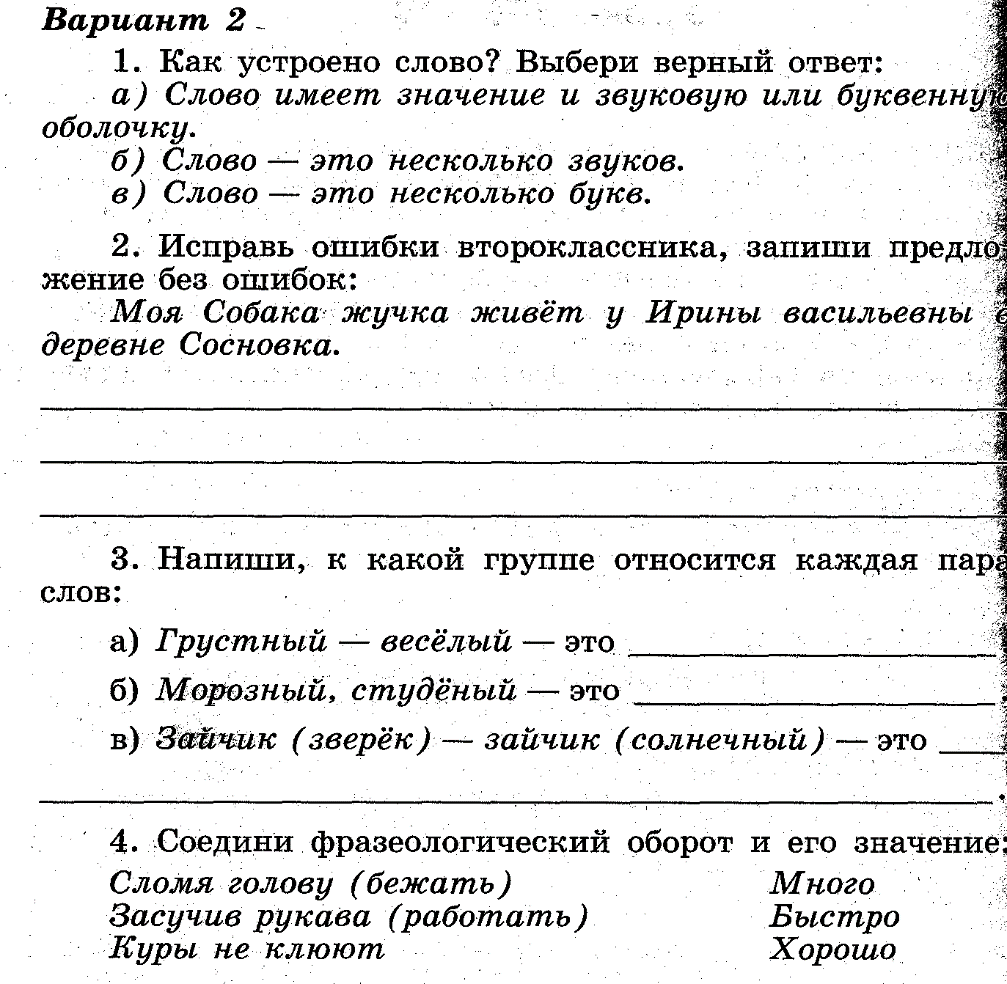 Вариант 2
1. Как устроено слово? Выбери верный ответ:
а) Слово имеет значение и звуковую или буквенную
оболочку.
б) Слово — это несколько звуков.
в) Слово — это несколько букв.
2. Исправь ошибки второклассника, запиши предло-
жение без ошибок:
Моя Собака жучка живёт у Ирины васильевны в
деревне Сосновка.
3. Напиши, к какой группе относится каждая пара
слов:
а) Грустный — весёлый — это
б) Морозный, студёный — это
в) Зайчик (зверёк) — зайчик (солнечный) — это
.
4. Соедини фразеологический оборот и его значение:
Сломя голову (бежать) Много
Засучив рукава (работать) Быстро
Куры не клюют Хорошо